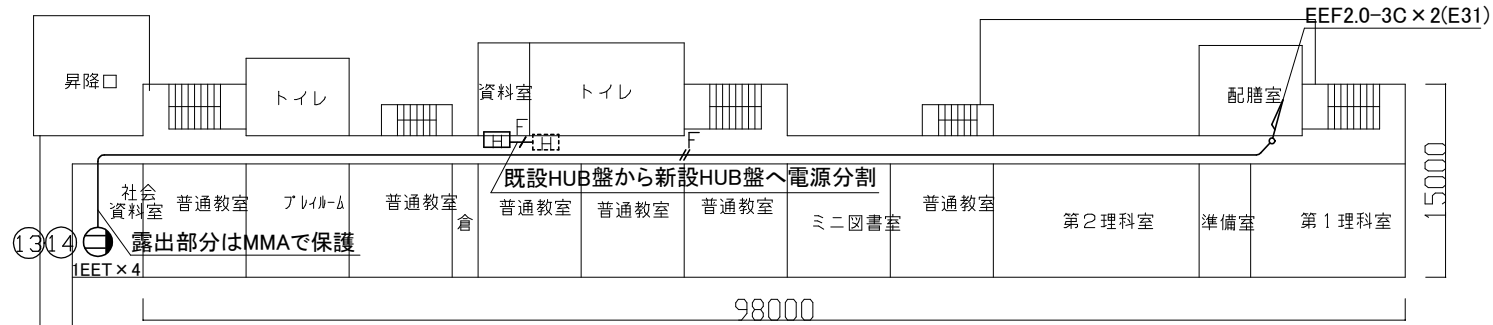 EEF2.0-3C×2(E31)
昇降口
トイレ
資料室
トイレ
配膳室
F
H
H
F
15000
既設HUB盤から新設HUB盤へ電源分割
社会
資料室
普通教室
プレイルーム
普通教室
倉
普通教室
普通教室
普通教室
ミニ図書室
普通教室
第2理科室
準備室
第1理科室
13 14
露出部分はMMAで保護
1EET×4
98000